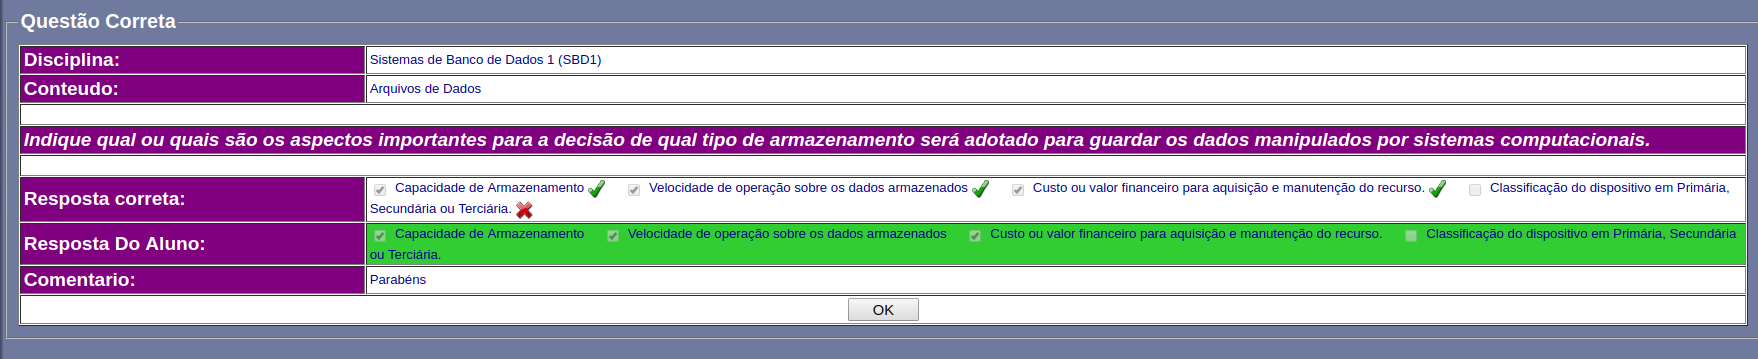 Questão Correta
Disciplina: Sistemas de Banco de Dados 1 (SBD1)
Conteudo: Arquivos de Dados
Indique qual ou quais são os aspectos importantes para a decisão de qual tipo de armazenamento será adotado para guardar os dados manipulados por sistemas computacionais.
Resposta correta: Capacidade de Armazenamento Velocidade de operação sobre os dados armazenados Custo ou valor financeiro para aquisição e manutenção do recurso. Classificação do dispositivo em Primária,
Secundária ou Terciária.
Resposta Do Aluno: Capacidade de Armazenamento Velocidade de operação sobre os dados armazenados Custo ou valor financeiro para aquisição e manutenção do recurso. Classificação do dispositivo em Primária, Secundária
ou Terciária.
Comentario: Parabéns
OK